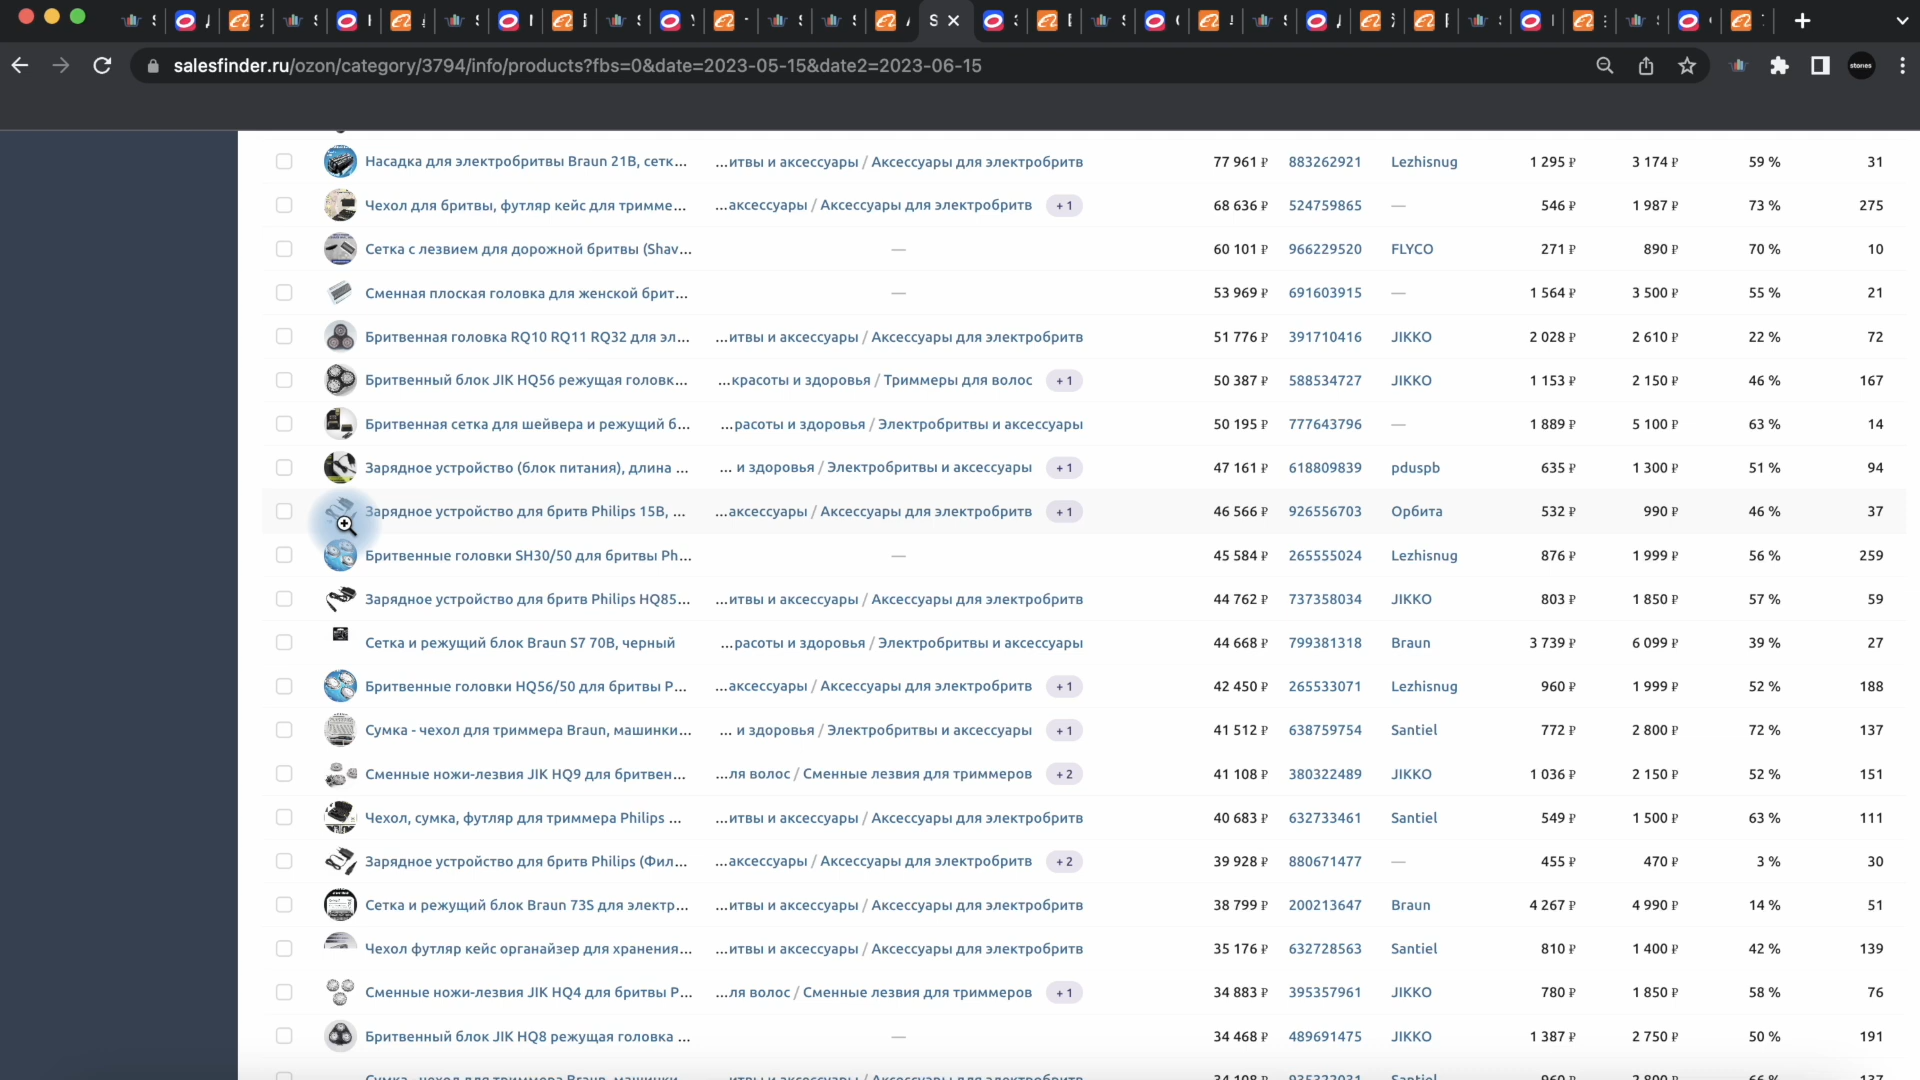 salesfinder.ru/ozon/category/3794/info/products?fbs=0&date=2023-05-15&date2=2023-06-15
stones
Насадка для электробритвы Braun 21B, сетк... ...итвы и аксессуары / Аксессуары для электробритв 77 961 ₽ 883262921 Lezhisnug 1 295 ₽ 3 174 ₽ 59 % 31
Чехол для бритвы, футляр кейс для тримме... ...аксессуары / Аксессуары для электробритв + 1 68 636 ₽ 524759865 — 546 ₽ 1 987 ₽ 73 % 275
Сетка с лезвием для дорожной бритвы (Shav... — 60 101 ₽ 966229520 FLYCO 271 ₽ 890 ₽ 70 % 10
Сменная плоская головка для женской брит... — 53 969 ₽ 691603915 — 1 564 ₽ 3 500 ₽ 55 % 21
Бритвенная головка RQ10 RQ11 RQ32 для эл... ...итвы и аксессуары / Аксессуары для электробритв 51 776 ₽ 391710416 JIKKO 2 028 ₽ 2 610 ₽ 22 % 72
Бритвенный блок JIK HQ56 режущая головк... ...красоты и здоровья / Триммеры для волос + 1 50 387 ₽ 588534727 JIKKO 1 153 ₽ 2 150 ₽ 46 % 167
Бритвенная сетка для шейвера и режущий б... ...расоты и здоровья / Электробритвы и аксессуары 50 195 ₽ 777643796 — 1 889 ₽ 5 100 ₽ 63 % 14
Зарядное устройство (блок питания), длина ... ... и здоровья / Электробритвы и аксессуары + 1 47 161 ₽ 618809839 pduspb 635 ₽ 1 300 ₽ 51 % 94
Зарядное устройство для бритв Philips 15В, ... ...аксессуары / Аксессуары для электробритв + 1 46 566 ₽ 926556703 Орбита 532 ₽ 990 ₽ 46 % 37
Бритвенные головки SH30/50 для бритвы Ph... — 45 584 ₽ 265555024 Lezhisnug 876 ₽ 1 999 ₽ 56 % 259
Зарядное устройство для бритв Philips HQ85... ...итвы и аксессуары / Аксессуары для электробритв 44 762 ₽ 737358034 JIKKO 803 ₽ 1 850 ₽ 57 % 59
Сетка и режущий блок Braun S7 70B, черный ...расоты и здоровья / Электробритвы и аксессуары 44 668 ₽ 799381318 Braun 3 739 ₽ 6 099 ₽ 39 % 27
Бритвенные головки HQ56/50 для бритвы P... ...аксессуары / Аксессуары для электробритв + 1 42 450 ₽ 265533071 Lezhisnug 960 ₽ 1 999 ₽ 52 % 188
Сумка - чехол для триммера Braun, машинки... ... и здоровья / Электробритвы и аксессуары + 1 41 512 ₽ 638759754 Santiel 772 ₽ 2 800 ₽ 72 % 137
Сменные ножи-лезвия JIK HQ9 для бритвен... ...ля волос / Сменные лезвия для триммеров + 2 41 108 ₽ 380322489 JIKKO 1 036 ₽ 2 150 ₽ 52 % 151
Чехол, сумка, футляр для триммера Philips ... ...итвы и аксессуары / Аксессуары для электробритв 40 683 ₽ 632733461 Santiel 549 ₽ 1 500 ₽ 63 % 111
Зарядное устройство для бритв Philips (Фил... ...аксессуары / Аксессуары для электробритв + 2 39 928 ₽ 880671477 — 455 ₽ 470 ₽ 3 % 30
Сетка и режущий блок Braun 73S для электр... ...итвы и аксессуары / Аксессуары для электробритв 38 799 ₽ 200213647 Braun 4 267 ₽ 4 990 ₽ 14 % 51
Чехол футляр кейс органайзер для хранения... ...итвы и аксессуары / Аксессуары для электробритв 35 176 ₽ 632728563 Santiel 810 ₽ 1 400 ₽ 42 % 139
Сменные ножи-лезвия JIK HQ4 для бритвы P... ...ля волос / Сменные лезвия для триммеров + 1 34 883 ₽ 395357961 JIKKO 780 ₽ 1 850 ₽ 58 % 76
Бритвенный блок JIK HQ8 режущая головка ... — 34 468 ₽ 489691475 JIKKO 1 387 ₽ 2 750 ₽ 50 % 191